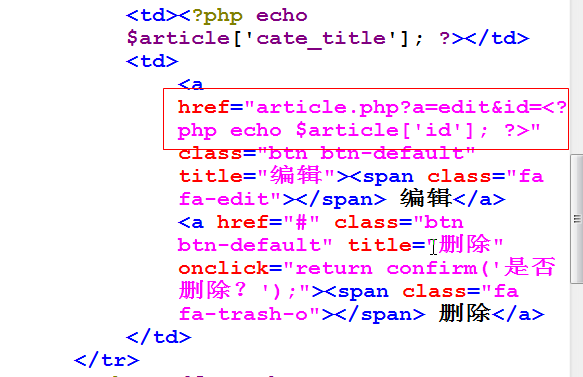 <td><?php echo
$article['cate_title']; ?></td>
<td>
<a
href="article.php?a=edit&id=<?
php echo $article['id']; ?>"
class="btn btn-default"
title="编辑"><span class="fa
fa-edit"></span> 编辑</a>
<a href="#" class="btn
btn-default" title="删除"
onclick="return confirm('是否
删除？');"><span class="fa
fa-trash-o"></span> 删除</a>
</td>
</tr>